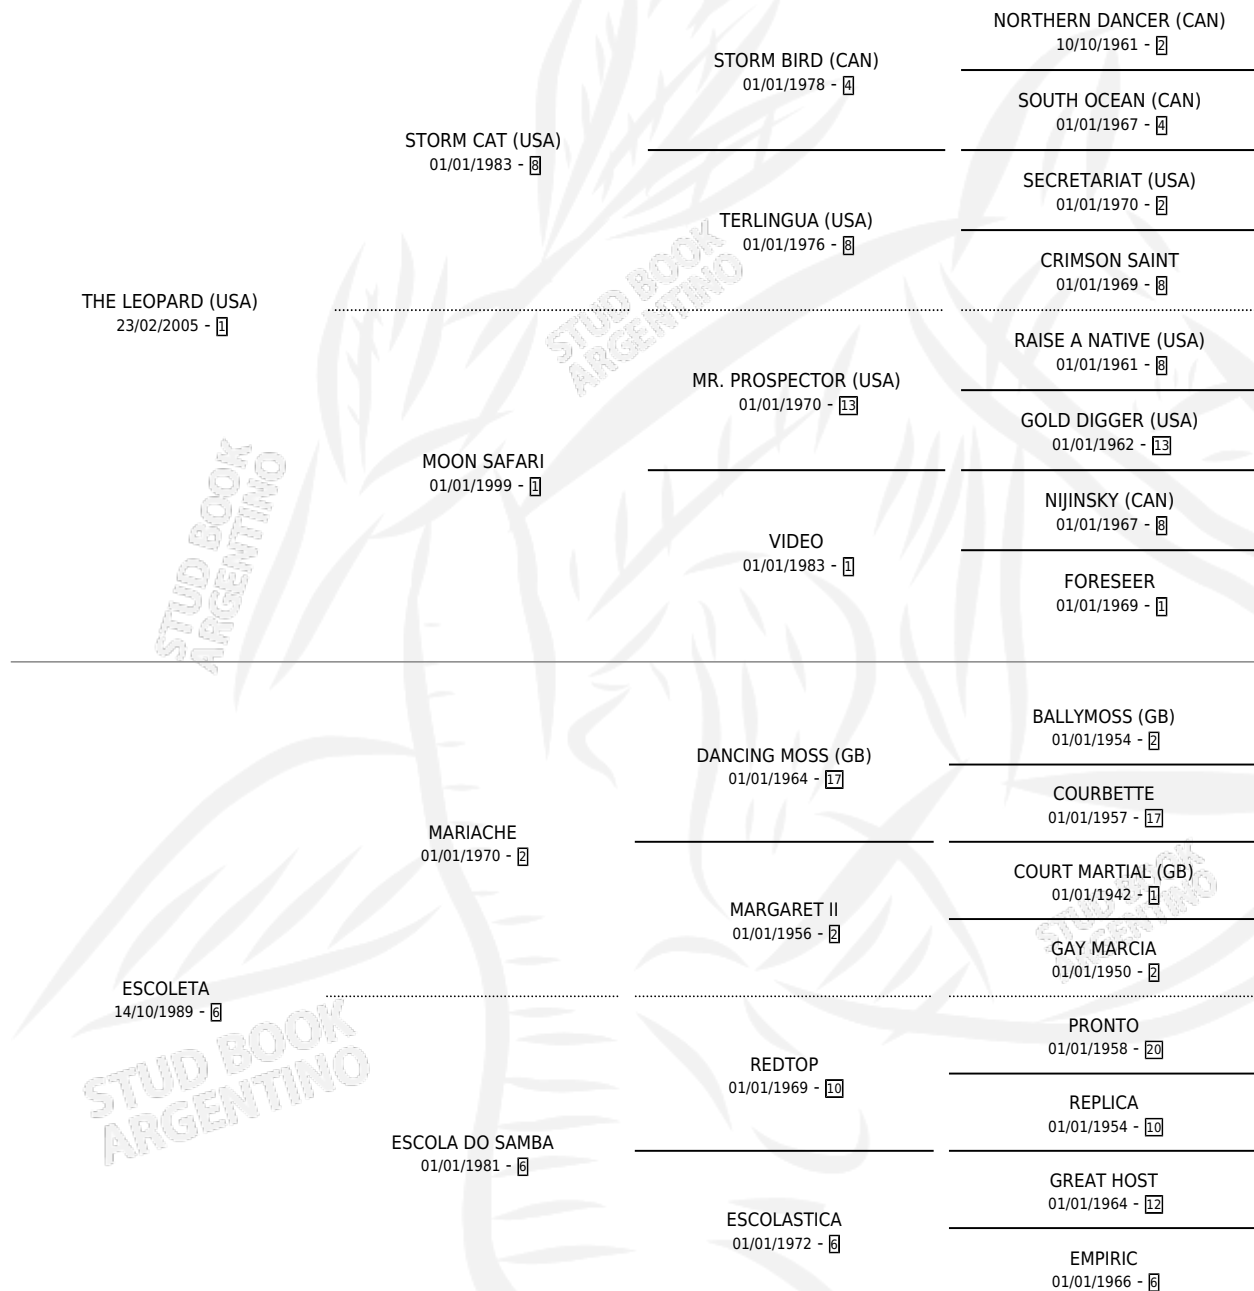 NORTHERN DANCER (CAN)
10/10/1961 - 2
STORM BIRD (CAN)
01/01/1978 - 4
SOUTH OCEAN (CAN)
01/01/1967 - 4
STORM CAT (USA)
01/01/1983 - 8
SECRETARIAT (USA)
01/01/1970 - 2
TERLINGUA (USA)
01/01/1976 - 8
CRIMSON SAINT
01/01/1969 - 8
THE LEOPARD (USA)
23/02/2005 - 1
STUD BOOK
ARGENTINO
RAISE A NATIVE (USA)
01/01/1961 - 8
MR. PROSPECTOR (USA)
01/01/1970 - 13
GOLD DIGGER (USA)
01/01/1962 - 13
MOON SAFARI
01/01/1999 - 1
NIJINSKY (CAN)
01/01/1967 - 8
VIDEO
01/01/1983 - 1
FORESEER
01/01/1969 - 1
STUD BOOK
ARGENTINO
BALLYMOSS (GB)
01/01/1954 - 2
DANCING MOSS (GB)
01/01/1964 - 17
COURBETTE
01/01/1957 - 17
MARIACHE
01/01/1970 - 2
COURT MARTIAL (GB)
01/01/1942 - 1
MARGARET II
01/01/1956 - 2
GAY MARCIA
01/01/1950 - 2
STUD BOOK
ARGENTINO
ESCOLETA
14/10/1989 - 6
PRONTO
01/01/1958 - 20
REDTOP
01/01/1969 - 10
REPLICA
01/01/1954 - 10
STUD BOOK
ARGENTINO
ESCOLA DO SAMBA
01/01/1981 - 6
GREAT HOST
01/01/1964 - 12
ESCOLASTICA
01/01/1972 - 6
EMPIRIC
01/01/1966 - 6